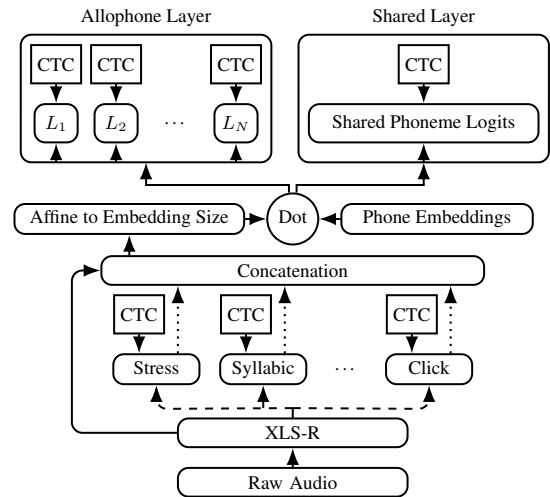 Allophone Layer Shared Layer
CTC CTC CTC CTC
L1 L2 ... LN Shared Phoneme Logits
Affine to Embedding Size Dot Phone Embeddings
Concatenation
CTC CTC CTC
Stress Syllabic ... Click
XLS-R
Raw Audio